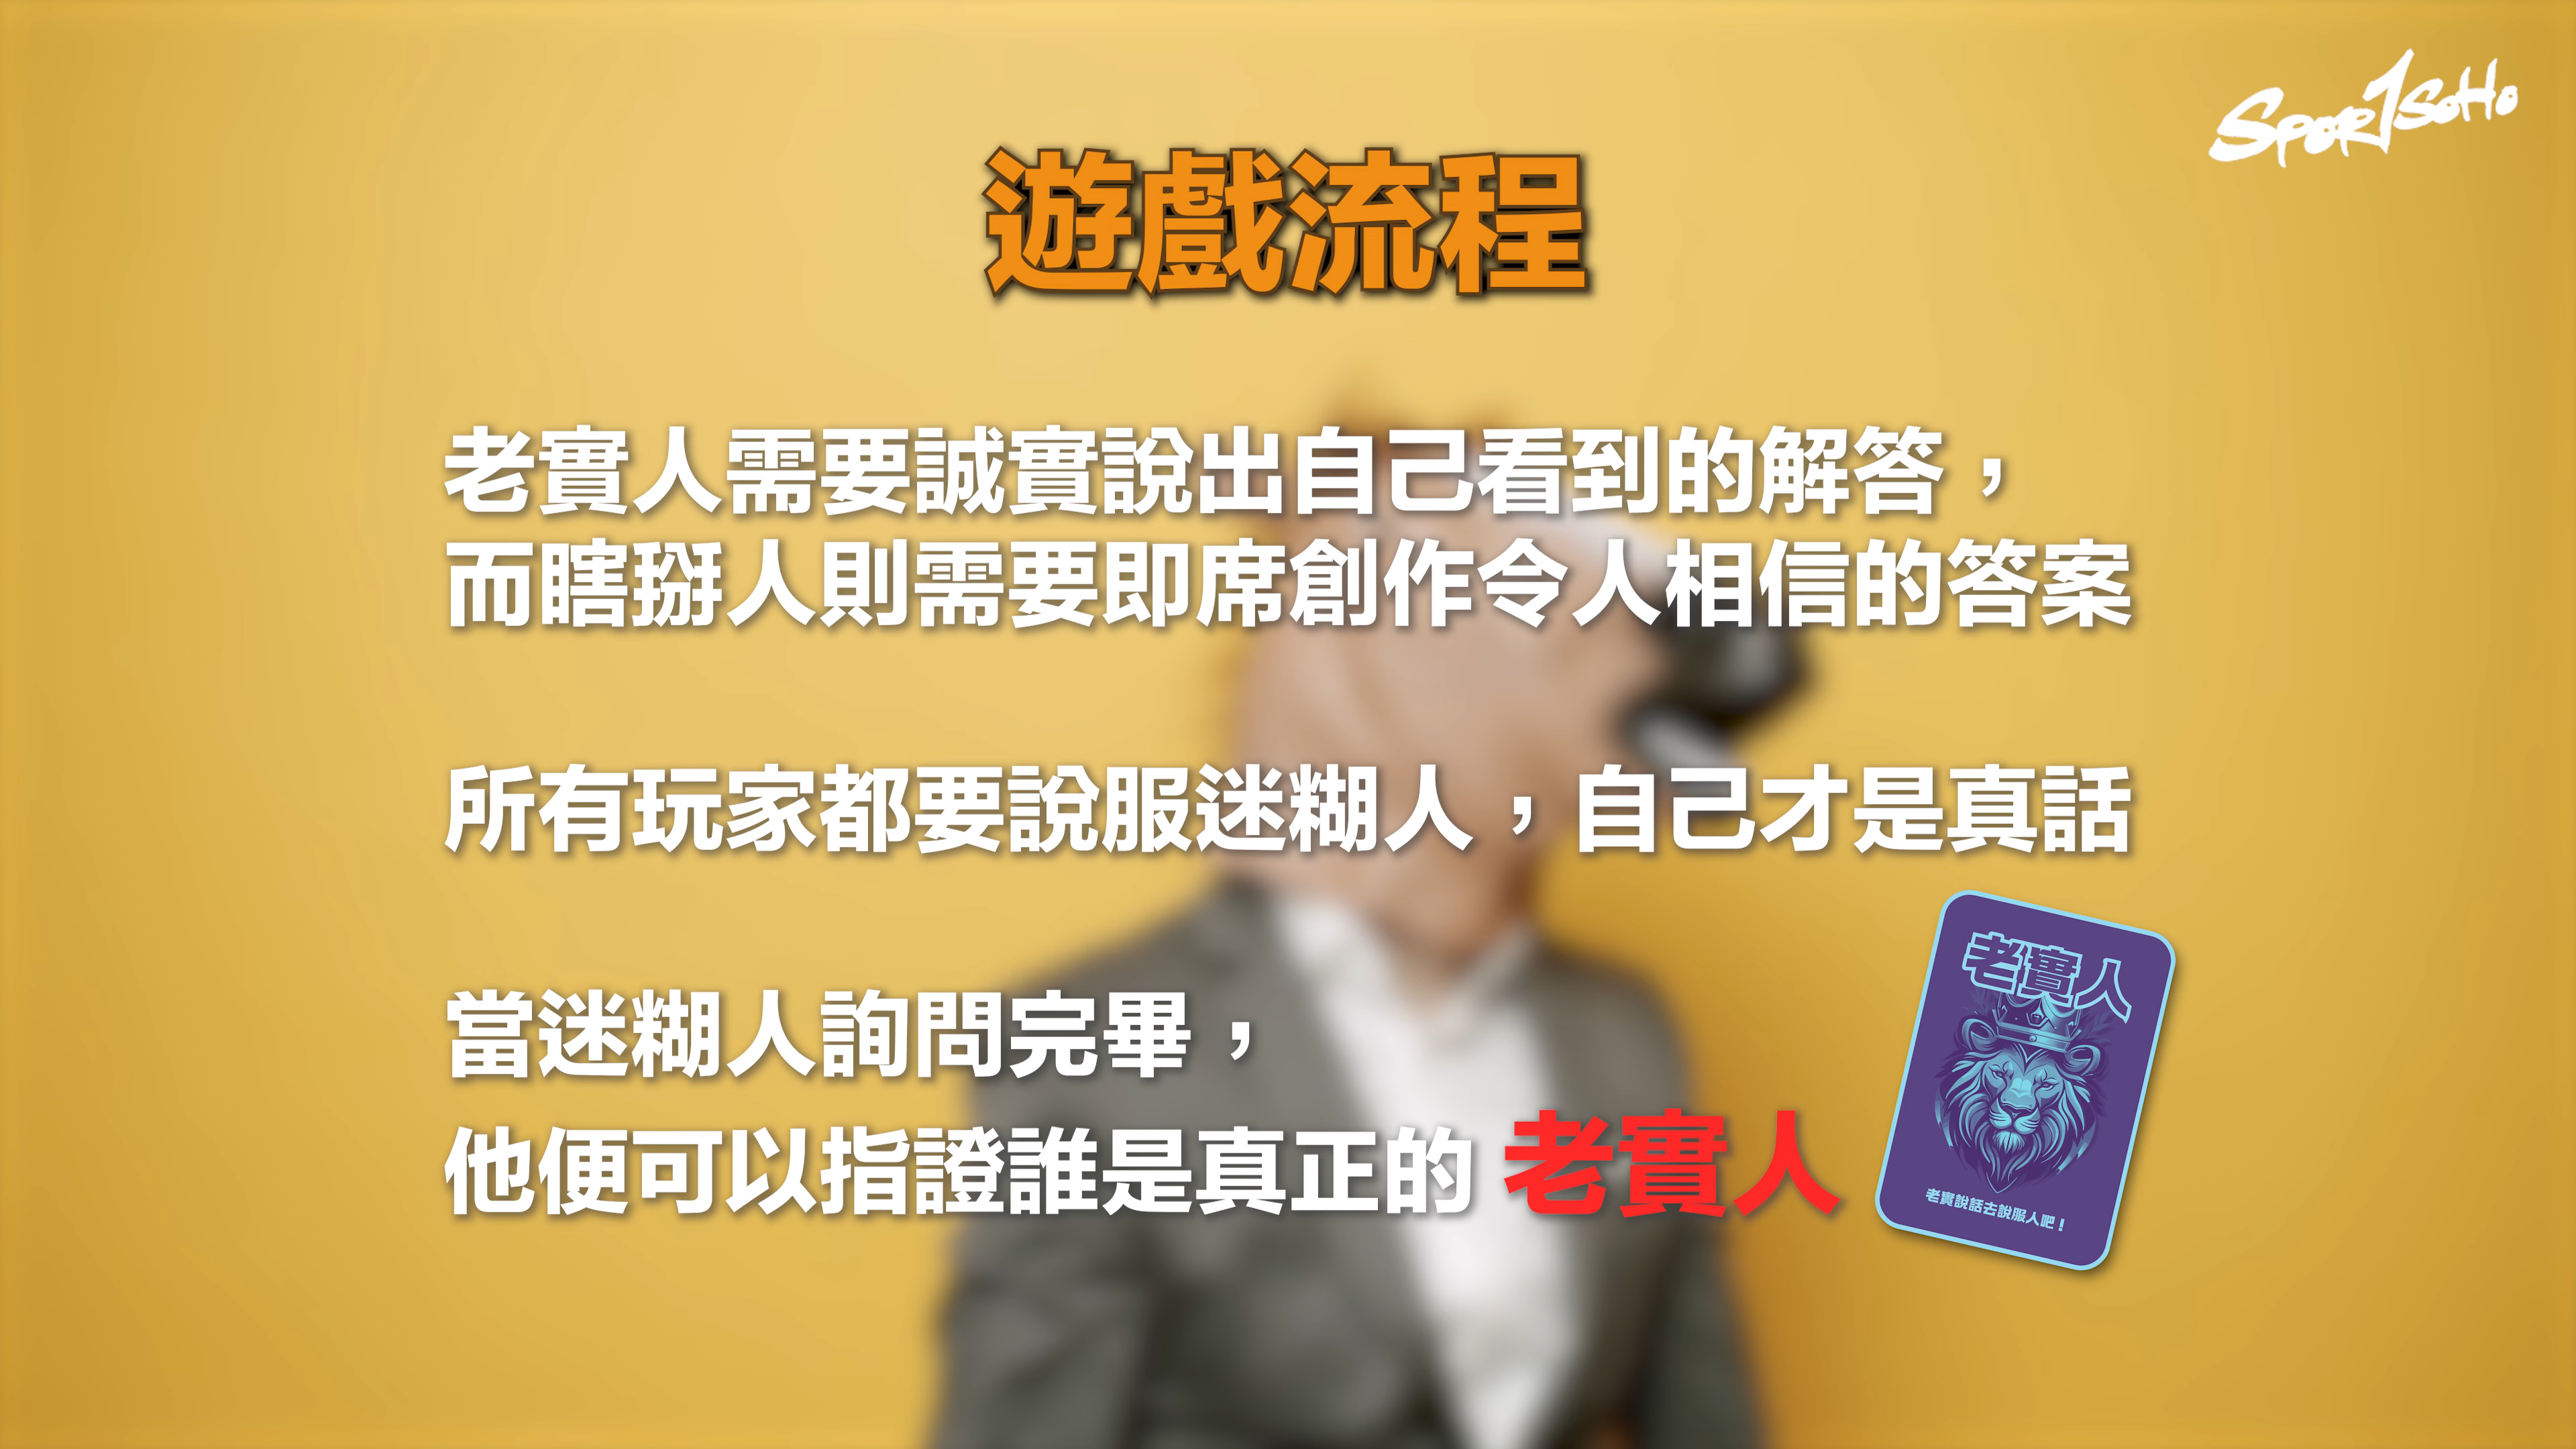 SporTSoHo
遊戲流程
老實人需要誠實說出自己看到的解答，
而瞎掰人則需要即席創作令人相信的答案
所有玩家都要說服迷糊人，自己才是真話
當迷糊人詢問完畢，
他便可以指證誰是真正的 老實人
老實人
老實說話去說服人吧！